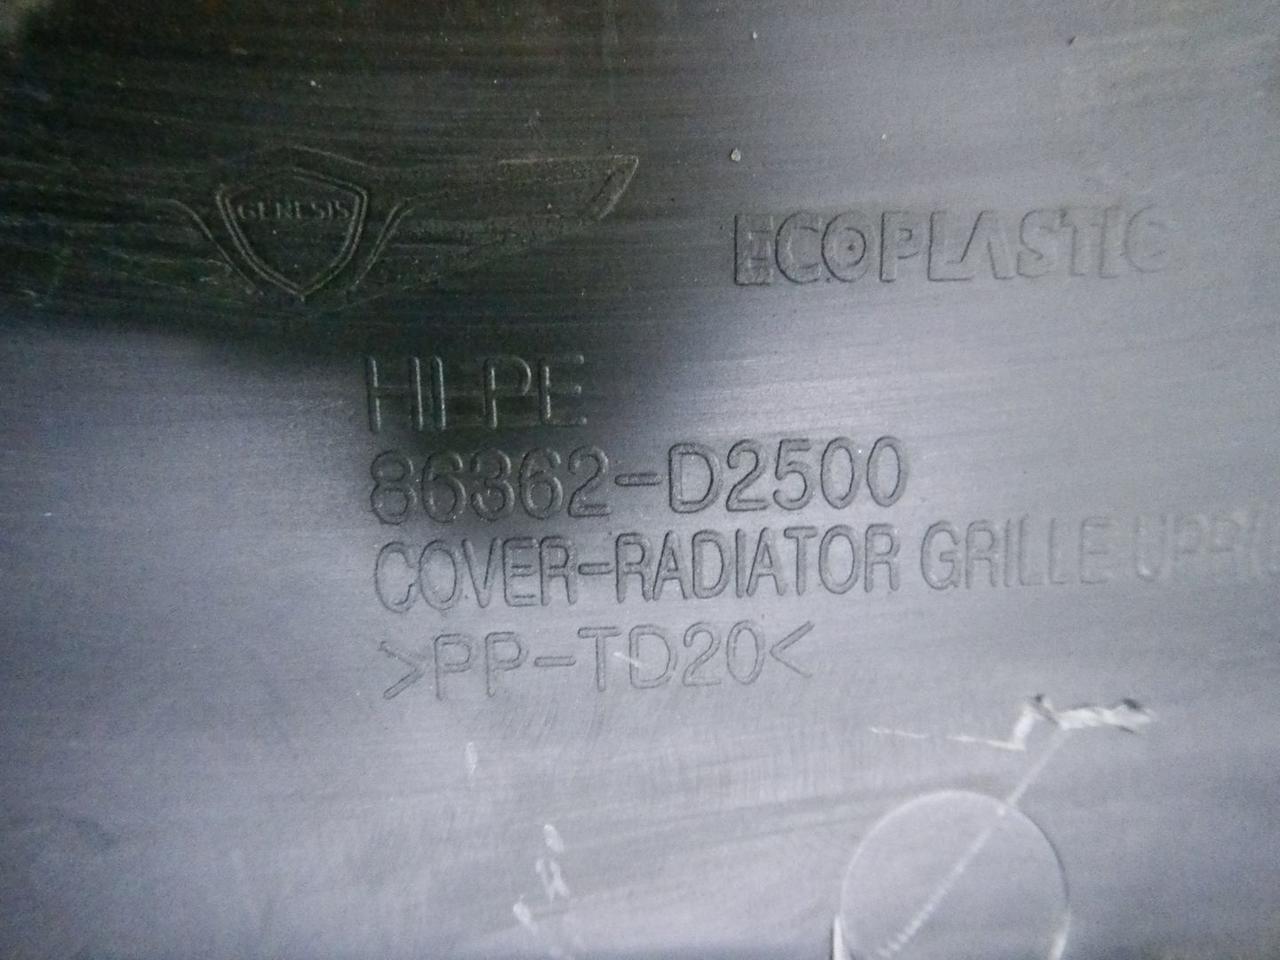 GENESIS
ECOPLASTIC
HI PE
86362-D2500
COVER-RADIATOR GRILLE
>PP-TD20<